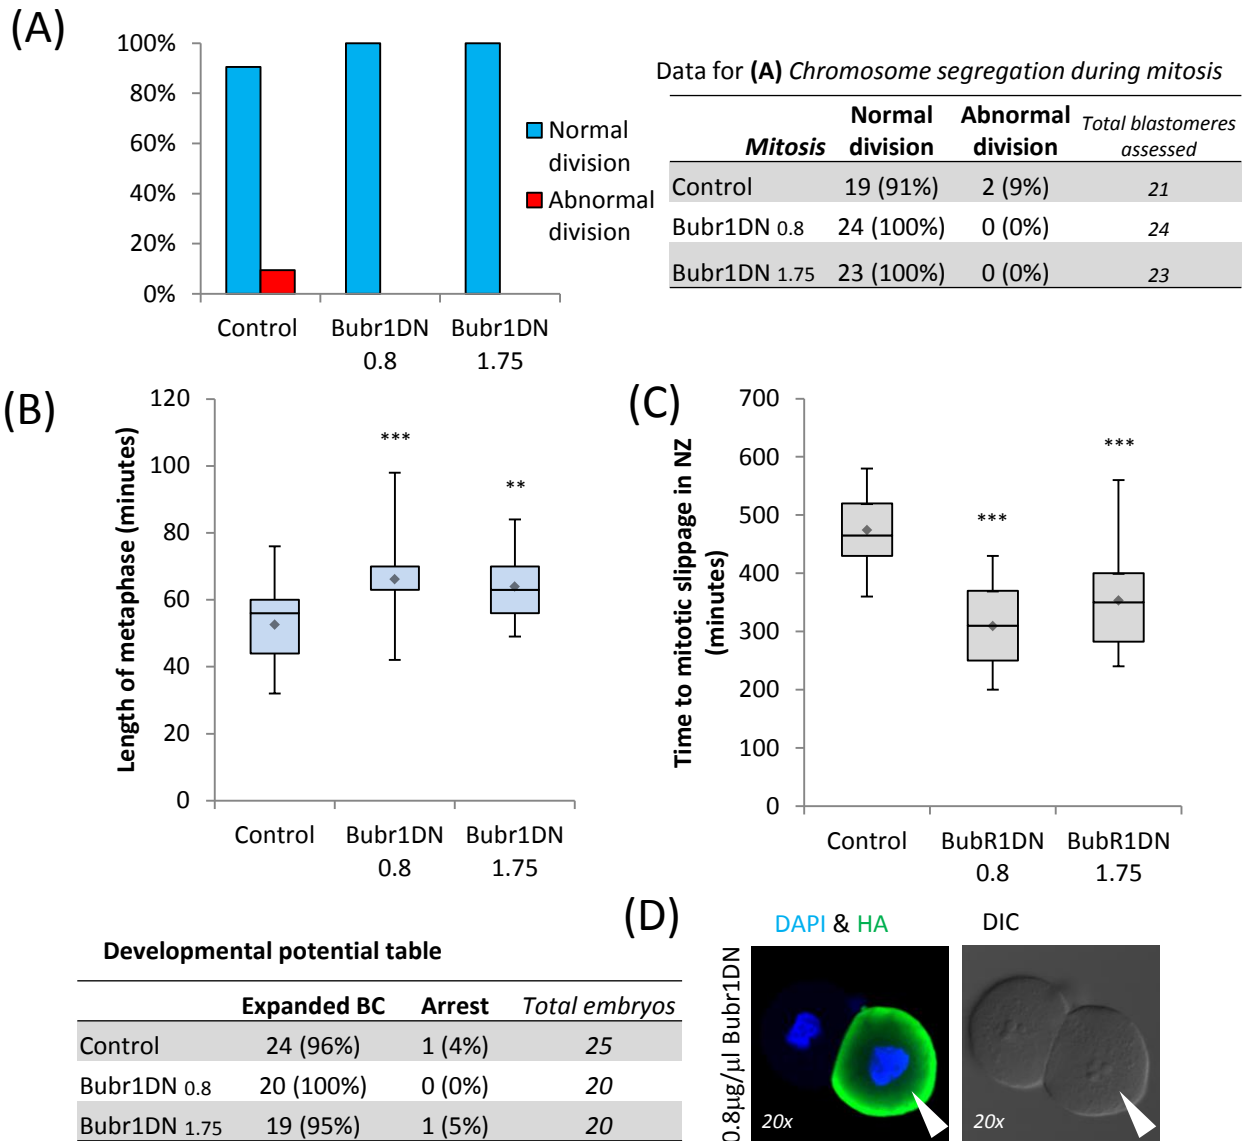 (A)
100%
80%
60%
40%
20%
0%
Normal
division
Abnormal
division
Control
Bubr1DN
0.8
Bubr1DN
1.75
Data for (A) Chromosome segregation during mitosis
Mitosis Normal division Abnormal division Total blastomeres assessed
Control 19 (91%) 2 (9%) 21
Bubr1DN 0.8 24 (100%) 0 (0%) 24
Bubr1DN 1.75 23 (100%) 0 (0%) 23
(B)
Length of metaphase (minutes)
120
100
80
60
40
20
0
***
**
Control
Bubr1DN
0.8
Bubr1DN
1.75
(C)
Time to mitotic slippage in NZ
(minutes)
700
600
500
400
300
200
100
0
***
***
Control
BubR1DN
0.8
BubR1DN
1.75
Developmental potential table
Expanded BC Arrest Total embryos
Control 24 (96%) 1 (4%) 25
Bubr1DN 0.8 20 (100%) 0 (0%) 20
Bubr1DN 1.75 19 (95%) 1 (5%) 20
(D)
DAPI & HA
DIC
0.8µg/µl Bubr1DN
20x
20x